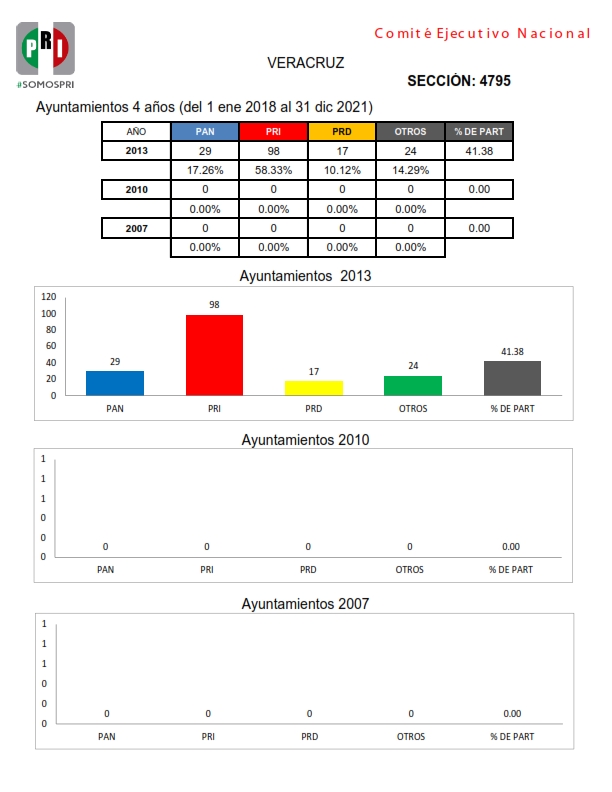 PRI
#SOMOSPRI
Comité Ejecutivo Nacional
VERACRUZ
SECCIÓN: 4795
Ayuntamientos 4 años (del 1 ene 2018 al 31 dic 2021)
AÑO PAN PRI PRD OTROS % DE PART
2013 29 98 17 24 41.38
17.26% 58.33% 10.12% 14.29%
2010 0 0 0 0 0.00
0.00% 0.00% 0.00% 0.00%
2007 0 0 0 0 0.00
0.00% 0.00% 0.00% 0.00%
Ayuntamientos 2013
120
100
80
60
40
20
0
29 98 17 24 41.38
PAN PRI PRD OTROS % DE PART
Ayuntamientos 2010
1
1
1
0
0
0
0 0 0 0 0.00
PAN PRI PRD OTROS % DE PART
Ayuntamientos 2007
1
1
1
0
0
0
0 0 0 0 0.00
PAN PRI PRD OTROS % DE PART